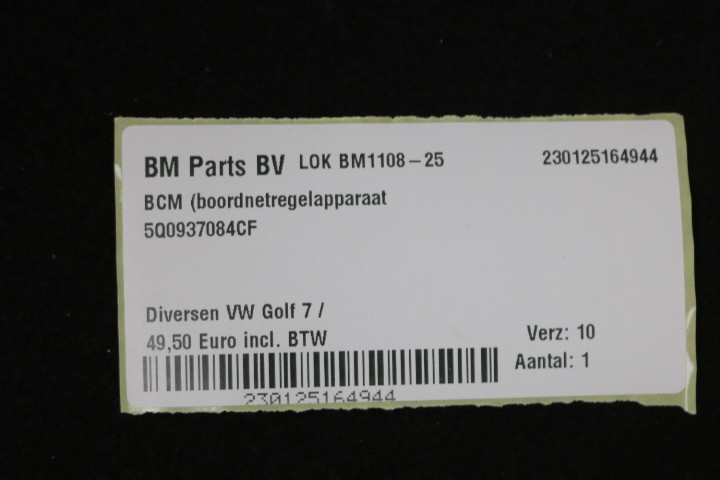 BM Parts BV LOK BM1108-25 230125164944
BCM (boordnetregelapparaat
5Q0937084CF
Diversen VW Golf 7 /
49,50 Euro incl. BTW
Verz: 10
Aantal: 1
230125164944